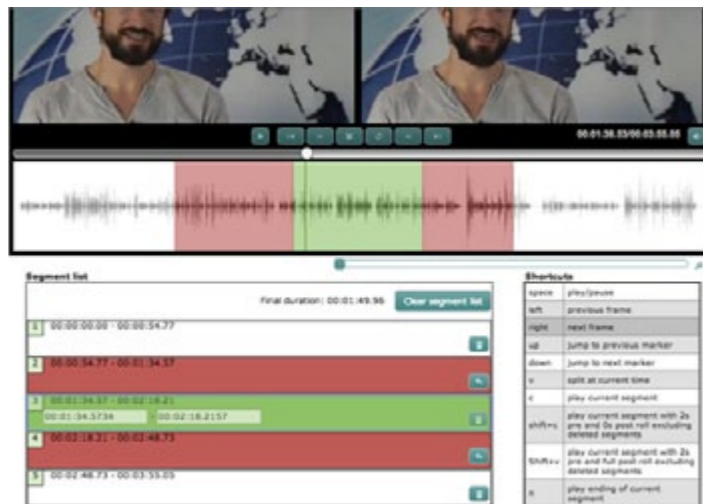 00:01:38.53/00:03:55.05
Segment list
Final duration: 00:01:49.96
Clear segment list
1 00:00:00.00 - 00:00:54.77
2 00:00:54.77 - 00:01:34.57
3 00:01:34.57 - 00:02:18.21
00:01:34.5734 - 00:02:18.2157
4 00:02:18.21 - 00:02:48.73
5 00:02:48.73 - 00:03:55.05
Shortcuts
space play/pause
left previous frame
right next frame
up jump to previous marker
down jump to next marker
v split at current time
c play current segment
play current segment with 2s
pre and 0s post roll excluding
deleted segments
play current segment with 2s
Shift+v pre and full post roll excluding
deleted segments
play ending of current
segment